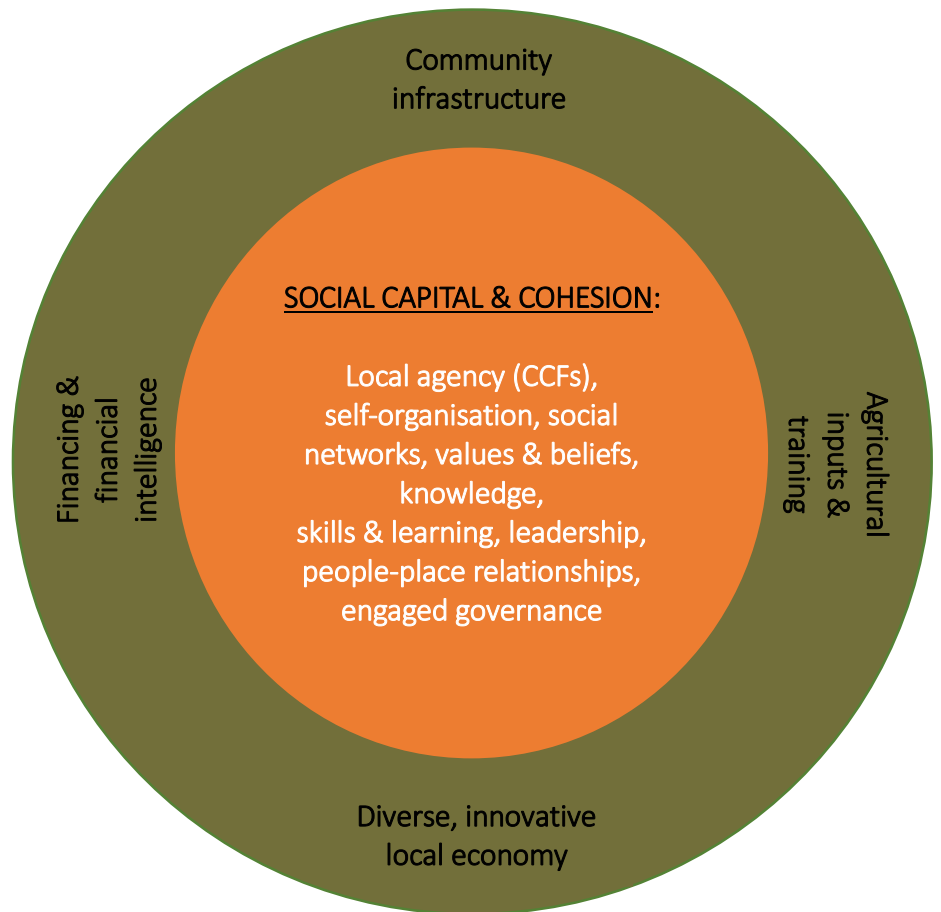 Community
infrastructure
SOCIAL CAPITAL & COHESION:
Local agency (CCFs),
self-organisation, social
networks, values & beliefs,
knowledge,
skills & learning, leadership,
people-place relationships,
engaged governance
Financing &
financial
intelligence
Agricultural
inputs &
training
Diverse, innovative
local economy